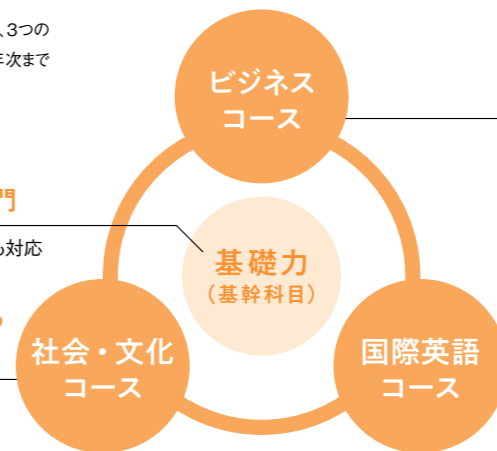 、3つの
年次まで
ビジネス
コース
門
も対応
基礎力
（基幹科目）
社会・文化
コース
国際英語
コース